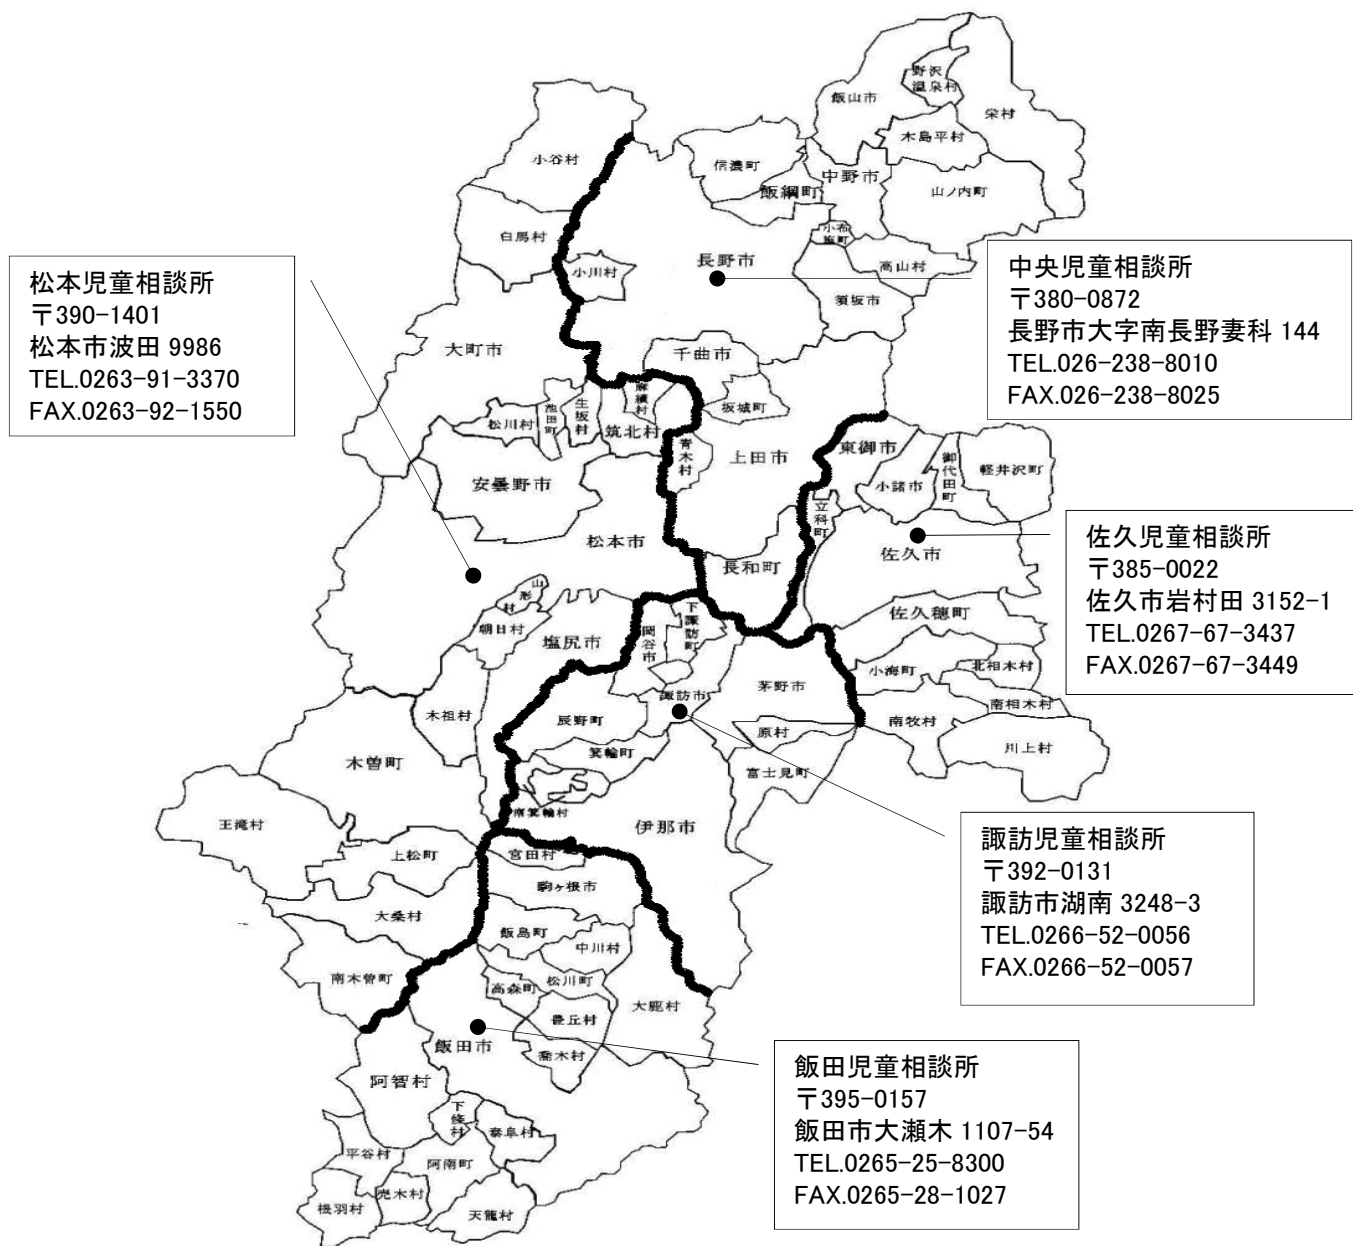 野沢
温泉村
飯山市
栄村
木島平村
小谷村
信濃町
飯綱町
中野市
山ノ内町
白馬村
小布
施町
小川村
長野市
高山村
須坂市
中央児童相談所
〒380-0872
長野市大字南長野妻科 144
TEL.026-238-8010
FAX.026-238-8025
松本児童相談所
〒390-1401
松本市波田 9986
TEL.0263-91-3370
FAX.0263-92-1550
大町市
千曲市
麻績村
坂城町
松川村
池田町
生坂村
筑北村
青木村
上田市
東御市
小諸市
御代田町
軽井沢町
安曇野市
立科町
松本市
長和町
佐久市
佐久児童相談所
〒385-0022
佐久市岩村田 3152-1
TEL.0267-67-3437
FAX.0267-67-3449
山形村
朝日村
塩尻市
岡谷市
下諏訪町
佐久穂町
小海町
北相木村
南相木村
茅野市
諏訪市
木祖村
辰野町
原村
南牧村
川上村
箕輪町
木曽町
富士見町
南箕輪村
伊那市
王滝村
上松町
宮田村
駒ヶ根市
大桑村
飯島町
中川村
諏訪児童相談所
〒392-0131
諏訪市湖南 3248-3
TEL.0266-52-0056
FAX.0266-52-0057
南木曽町
高森町
松川町
大鹿村
豊丘村
飯田市
喬木村
阿智村
飯田児童相談所
〒395-0157
飯田市大瀬木 1107-54
TEL.0265-25-8300
FAX.0265-28-1027
下條村
泰阜村
平谷村
阿南町
売木村
根羽村
天龍村